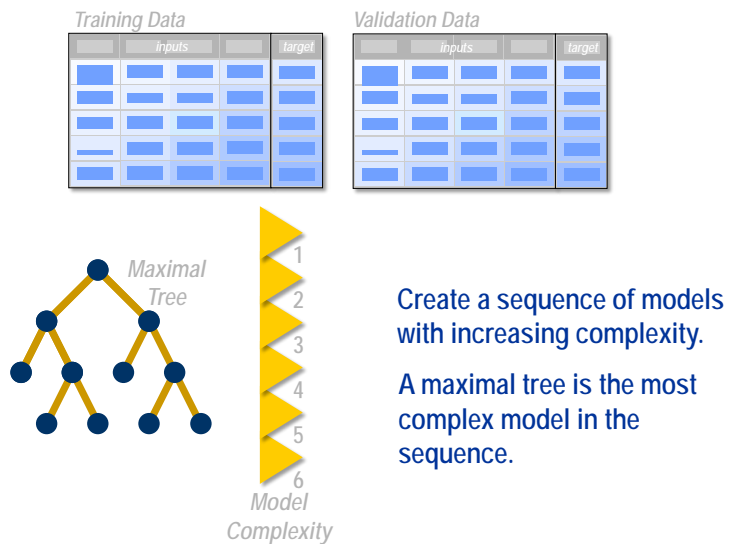 Training Data
Validation Data
inputs
target
inputs
target
Maximal
Tree
1
2
3
4
5
6
Model
Complexity
Create a sequence of models
with increasing complexity.
A maximal tree is the most
complex model in the
sequence.